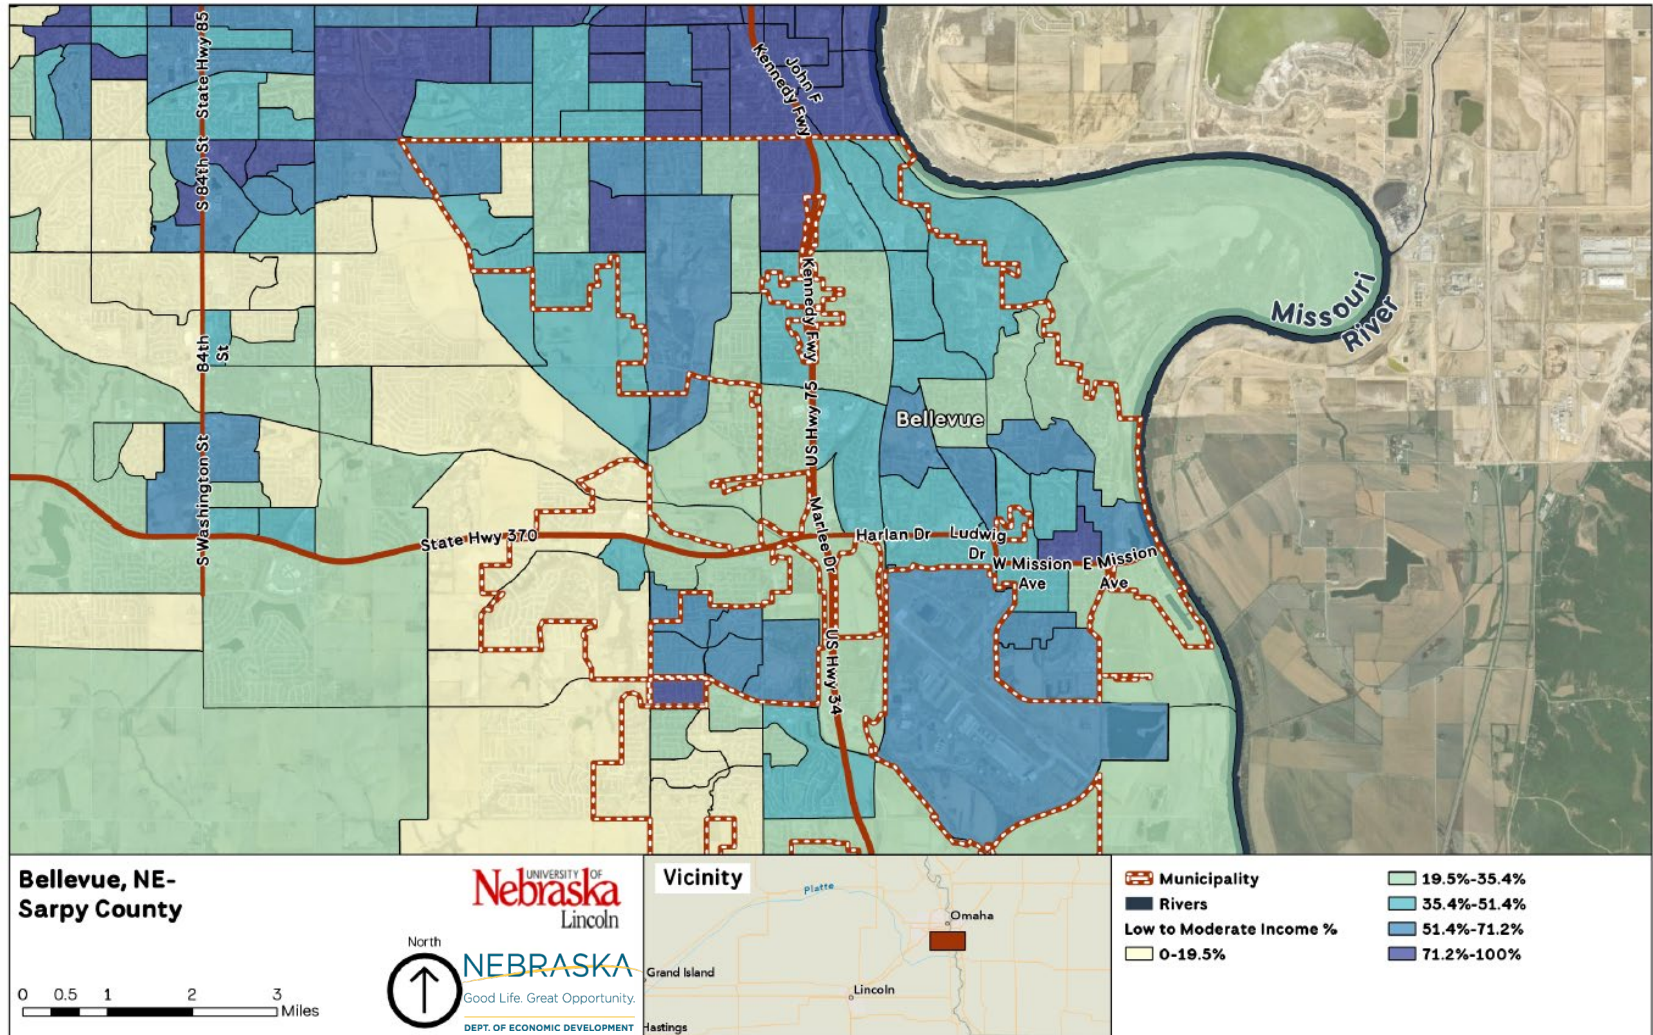 S 84th St State Hwy 85
John F
Kennedy Fwy
84th
St
Kennedy Fwy
US Hwy 75
Missouri
River
Bellevue
S Washington St
State Hwy 370
Marlee Dr
Harlan Dr
Ludwig
Dr
W Mission
Ave
E Mission
Ave
US Hwy 34
Bellevue, NE-
Sarpy County
0 0.5 1 2 3
Miles
North
UNIVERSITY OF
Nebraska
Lincoln
NEBRASKA
Good Life. Great Opportunity.
DEPT. OF ECONOMIC DEVELOPMENT
Vicinity
Platte
Omaha
Grand Island
Lincoln
Hastings
Municipality
Rivers
Low to Moderate Income %
0-19.5%
19.5%-35.4%
35.4%-51.4%
51.4%-71.2%
71.2%-100%